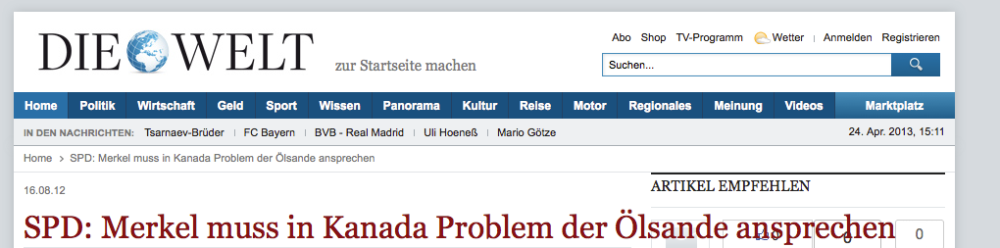 DIE WELT
zur Startseite machen
Abo Shop TV-Programm Wetter Anmelden Registrieren
Suchen...
Home Politik Wirtschaft Geld Sport Wissen Panorama Kultur Reise Motor Regionales Meinung Videos Marktplatz
IN DEN NACHRICHTEN: Tsarnaev-Brüder FC Bayern BVB - Real Madrid Uli Hoeneß Mario Götze 24. Apr. 2013, 15:11
Home > SPD: Merkel muss in Kanada Problem der Ölsande ansprechen
16.08.12
ARTIKEL EMPFEHLEN
SPD: Merkel muss in Kanada Problem der Ölsande ansprechen
0